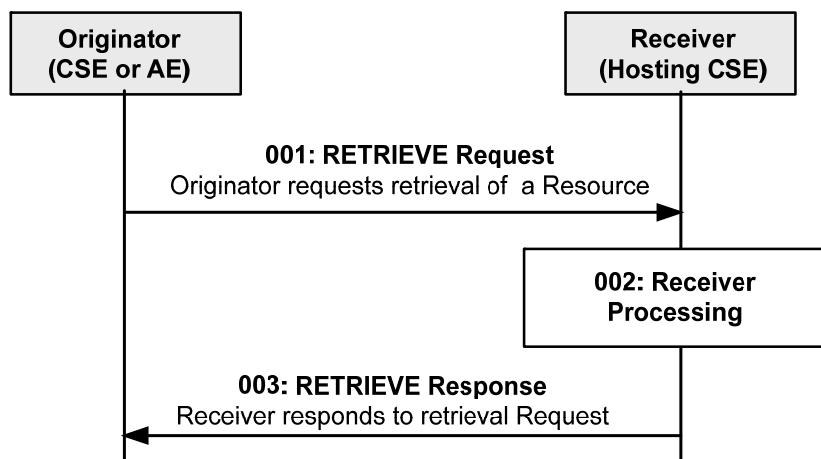 Originator
(CSE or AE)
Receiver
(Hosting CSE)
001: RETRIEVE Request
Originator requests retrieval of a Resource
002: Receiver
Processing
003: RETRIEVE Response
Receiver responds to retrieval Request